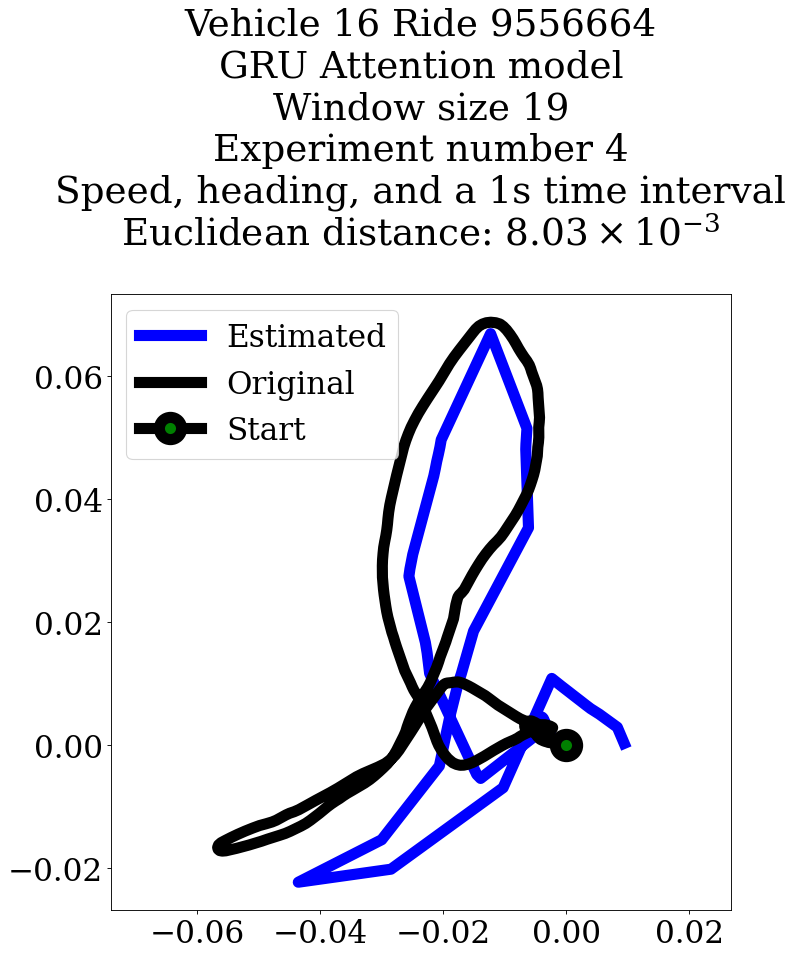 Vehicle 16 Ride 9556664
GRU Attention model
Window size 19
Experiment number 4
Speed, heading, and a 1s time interval
Euclidean distance: 8.03 × 10⁻³
Estimated
Original
Start
0.06
0.04
0.02
0.00
−0.02
−0.06 −0.04 −0.02 0.00 0.02